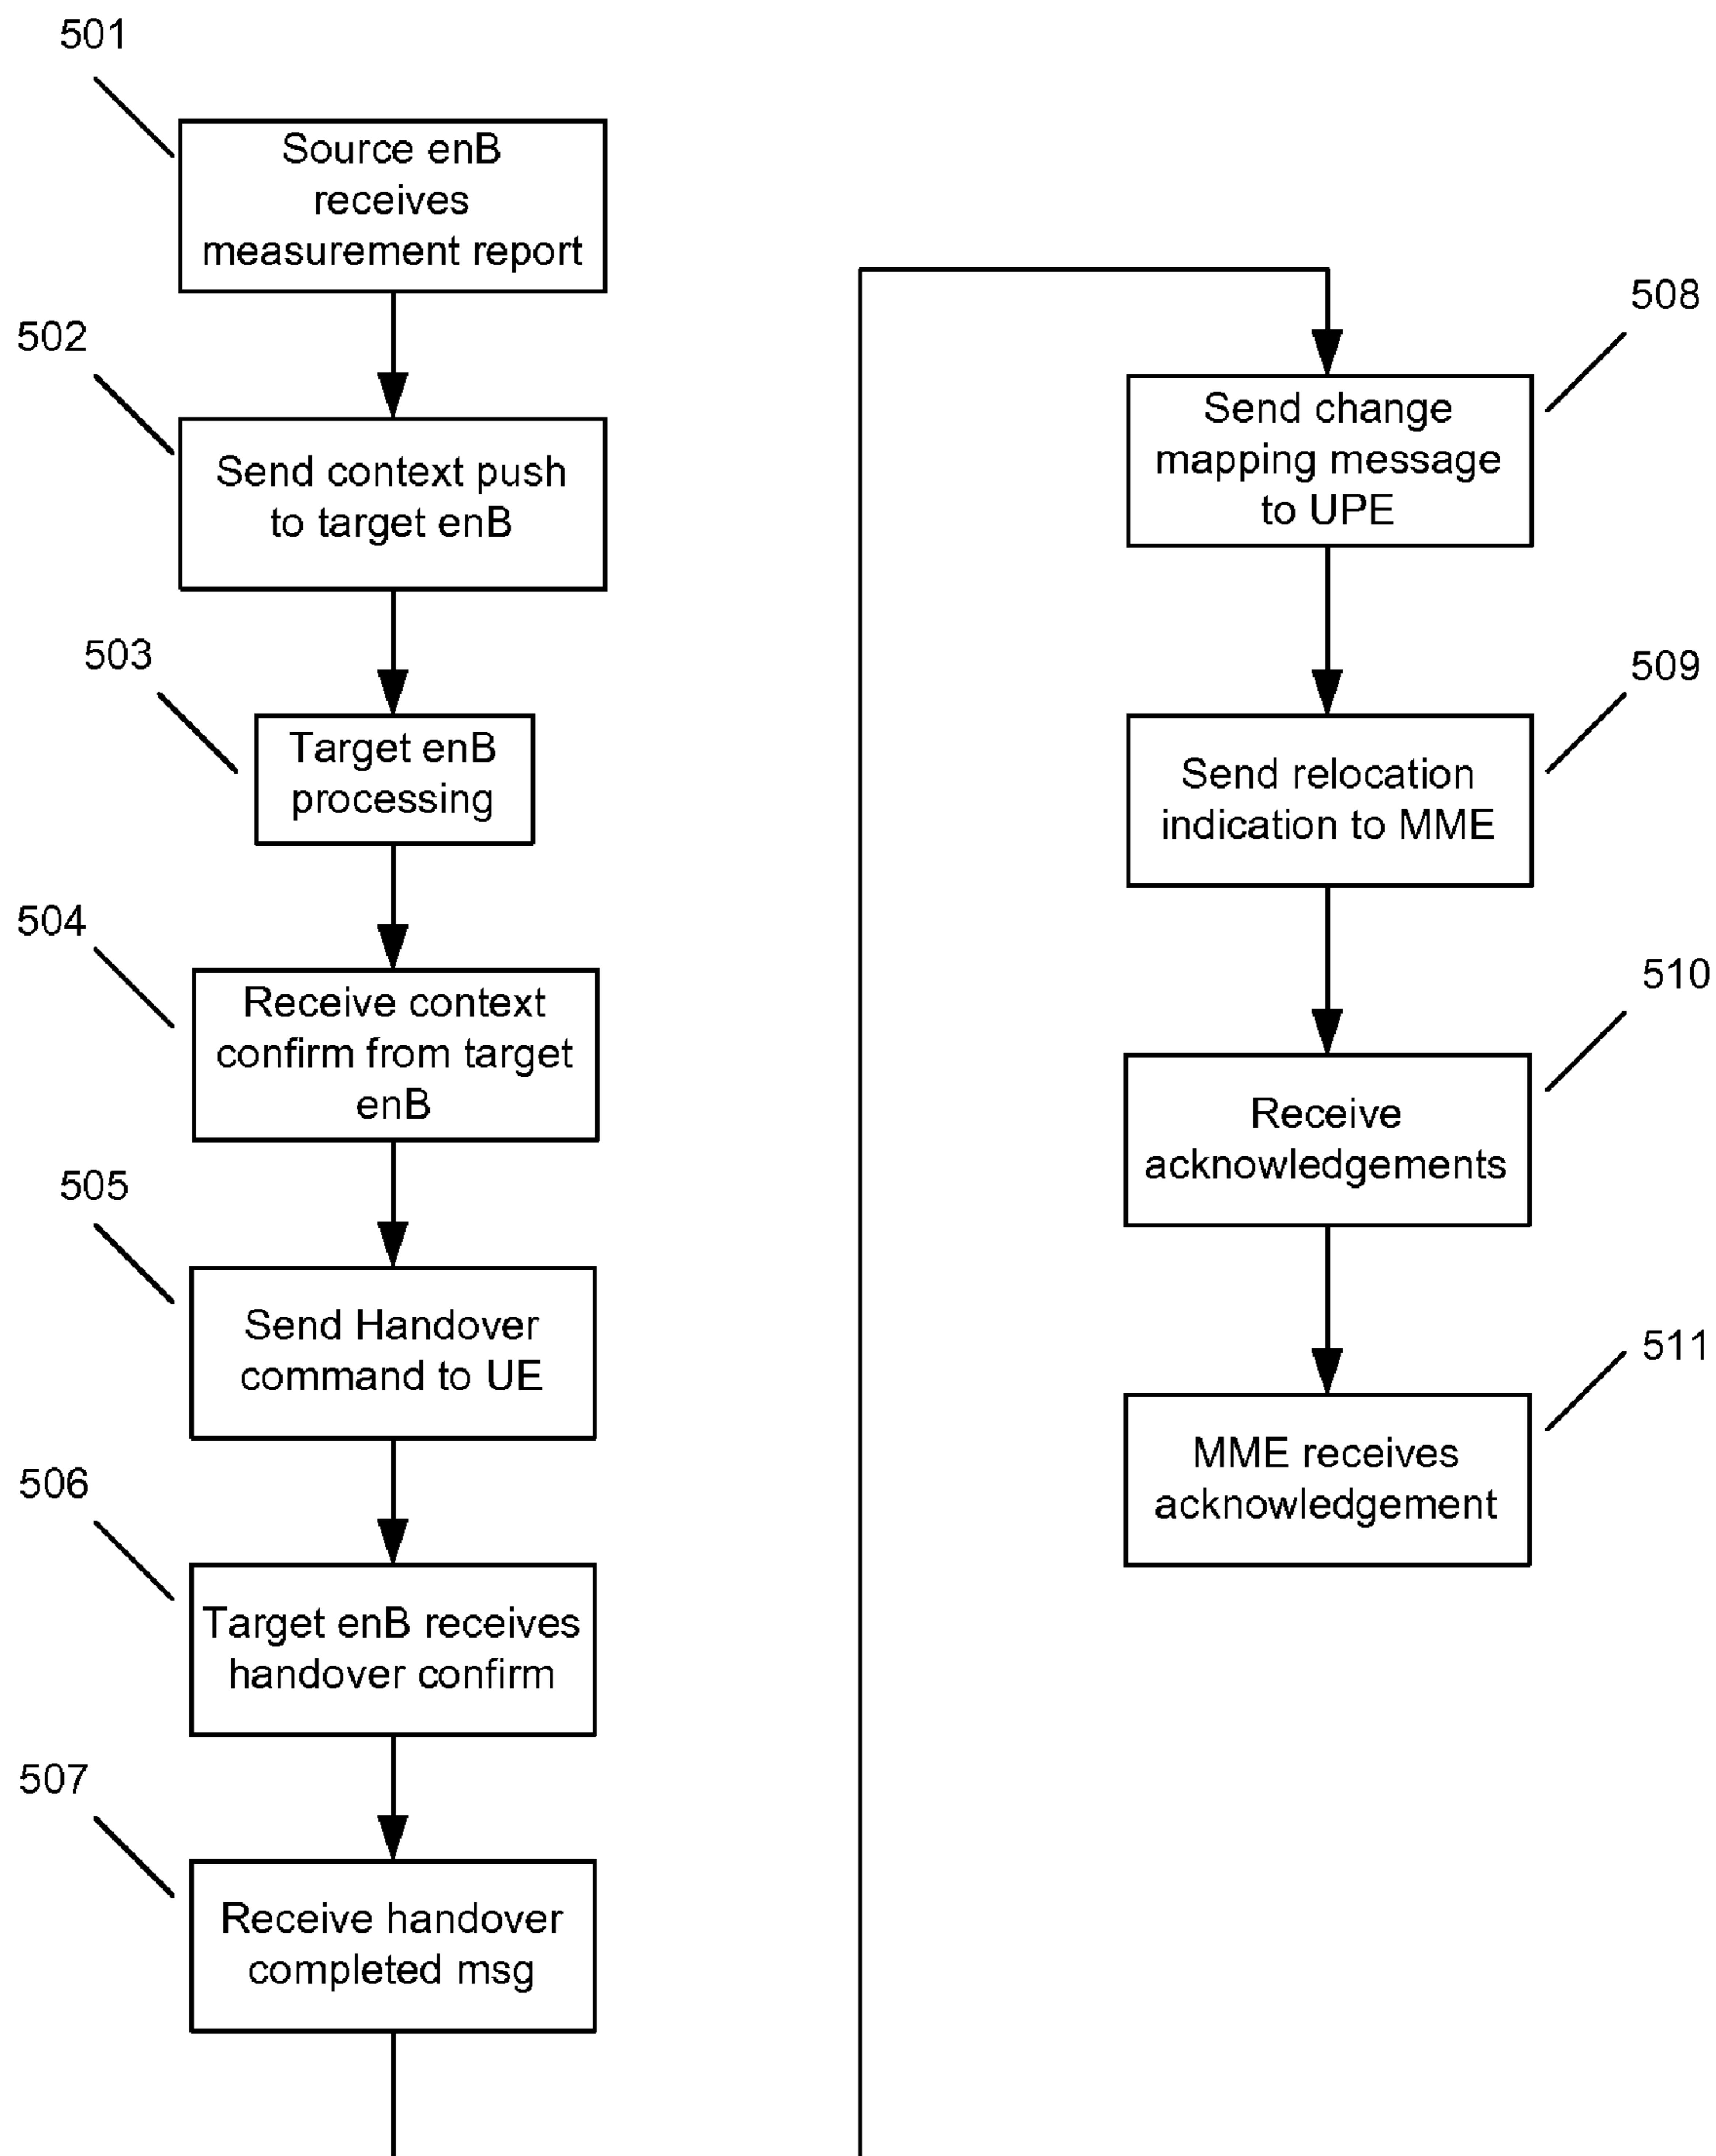 501
Source enB
receives
measurement report
502
Send context push
to target enB
503
Target enB
processing
504
Receive context
confirm from target
enB
505
Send Handover
command to UE
506
Target enB receives
handover confirm
507
Receive handover
completed msg
508
Send change
mapping message
to UPE
509
Send relocation
indication to MME
510
Receive
acknowledgements
511
MME receives
acknowledgement